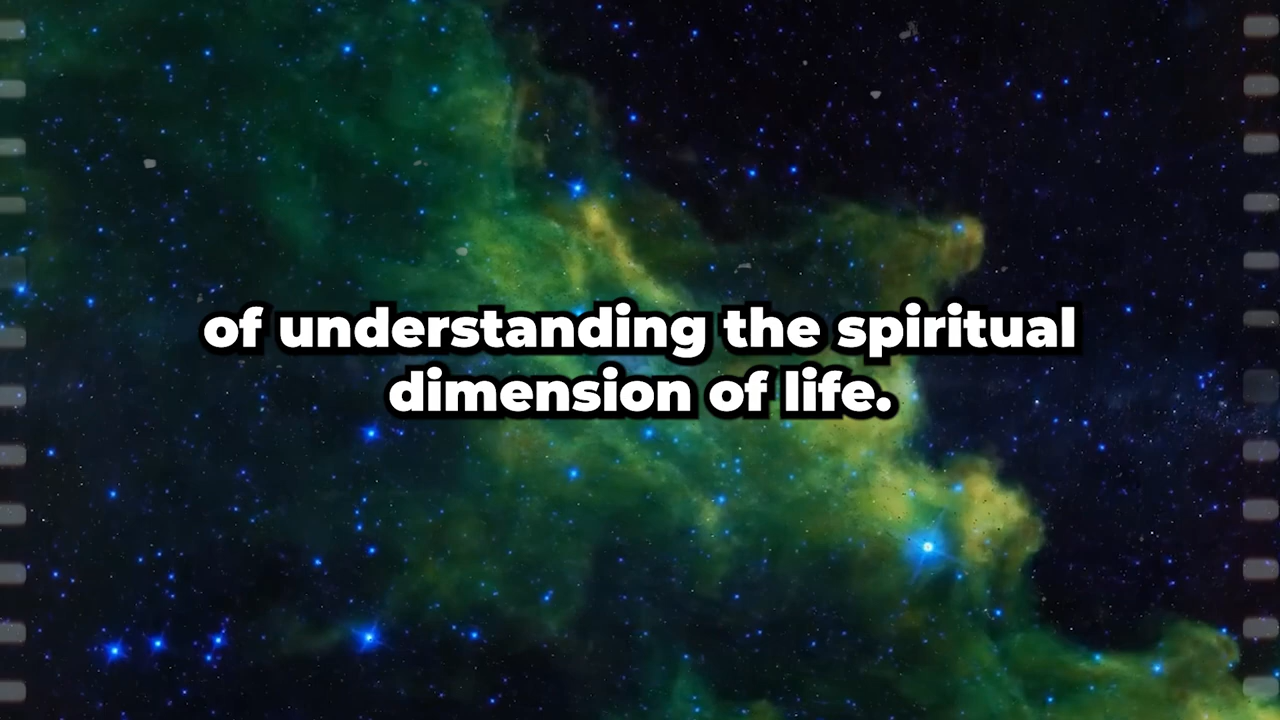 of understanding the spiritual
dimension of life.